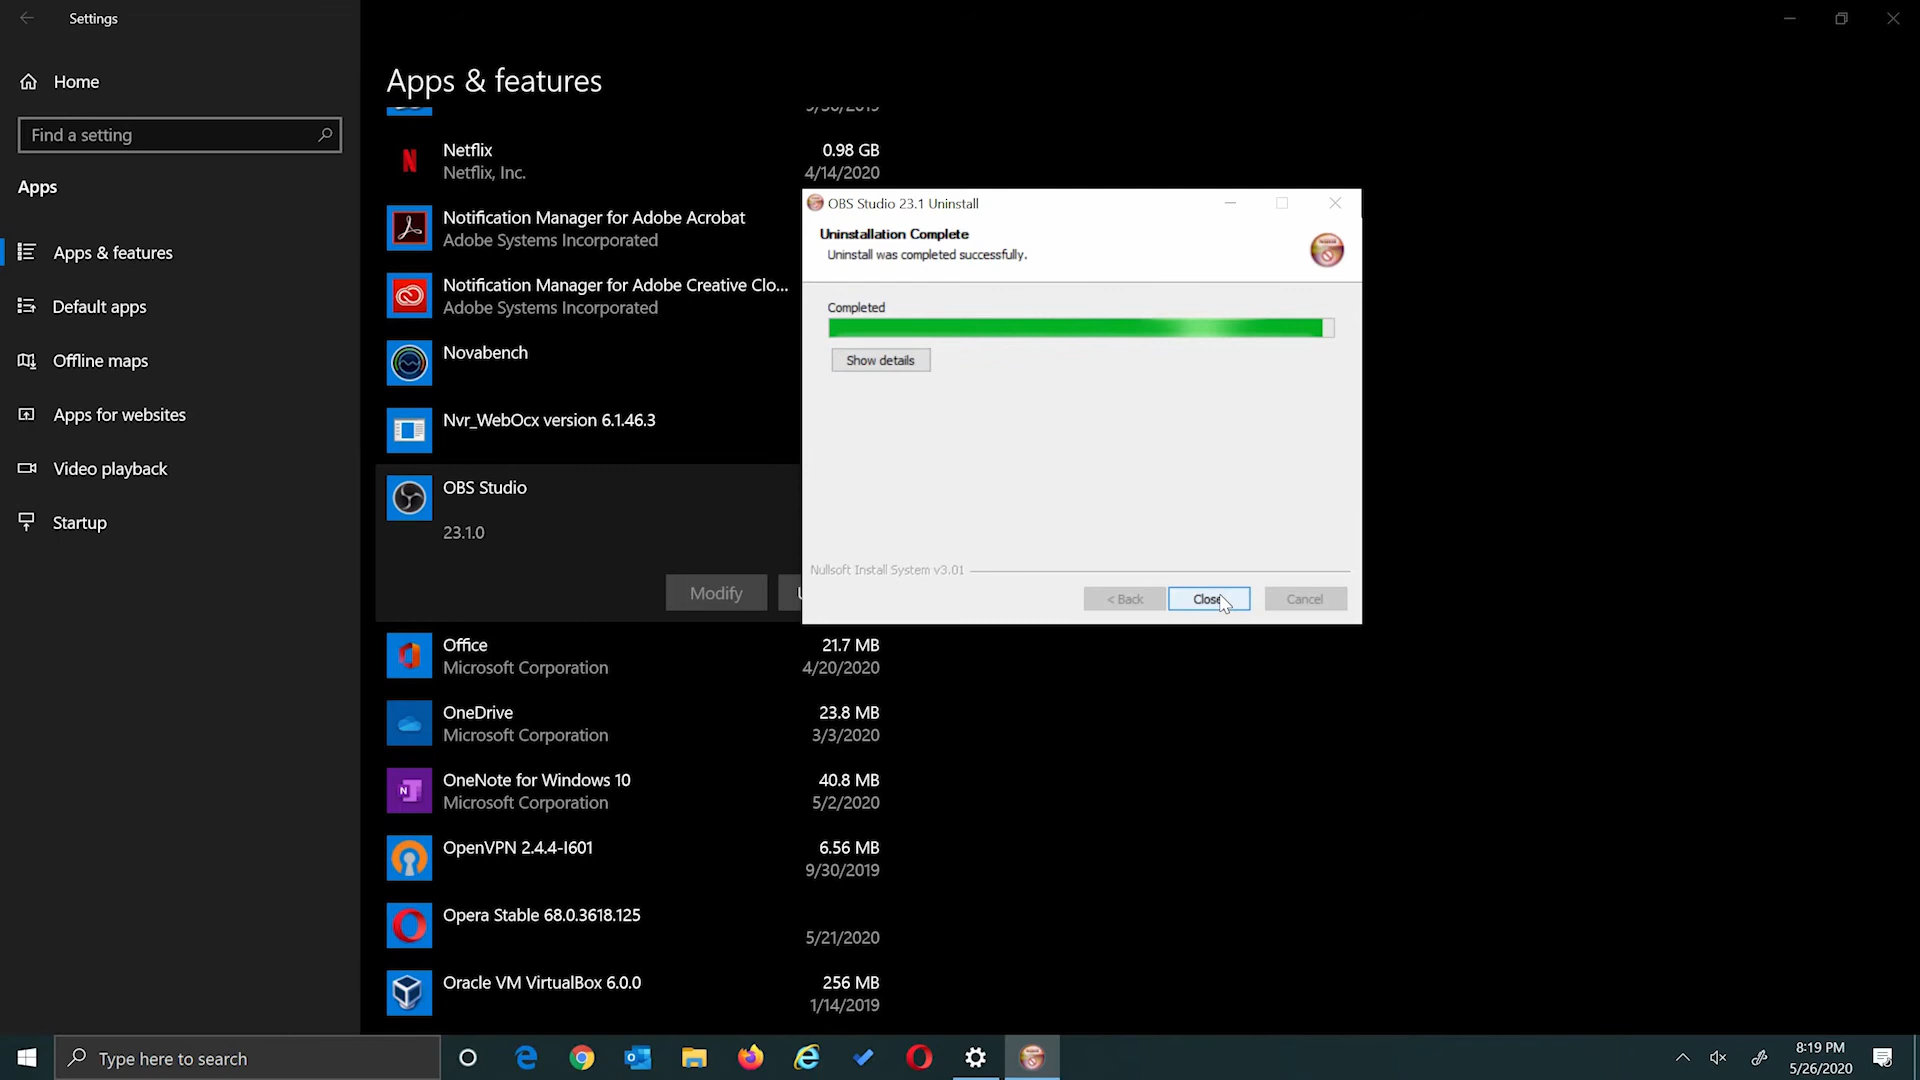 Settings
Home
Find a setting
Apps
Apps & features
Default apps
Offline maps
Apps for websites
Video playback
Startup
Apps & features
Netflix
0.98 GB
Netflix, Inc.
4/14/2020
Notification Manager for Adobe Acrobat
Adobe Systems Incorporated
Notification Manager for Adobe Creative Clo...
Adobe Systems Incorporated
Novabench
Nvr_WebOcx version 6.1.46.3
OBS Studio
23.1.0
Modify
Office
21.7 MB
Microsoft Corporation
4/20/2020
OneDrive
23.8 MB
Microsoft Corporation
3/3/2020
OneNote for Windows 10
40.8 MB
Microsoft Corporation
5/2/2020
OpenVPN 2.4.4-I601
6.56 MB
9/30/2019
Opera Stable 68.0.3618.125
5/21/2020
Oracle VM VirtualBox 6.0.0
256 MB
1/14/2019
OBS Studio 23.1 Uninstall
Uninstallation Complete
Uninstall was completed successfully.
Completed
Show details
Nullsoft Install System v3.01
< Back
Close
Cancel
Type here to search
8:19 PM
5/26/2020